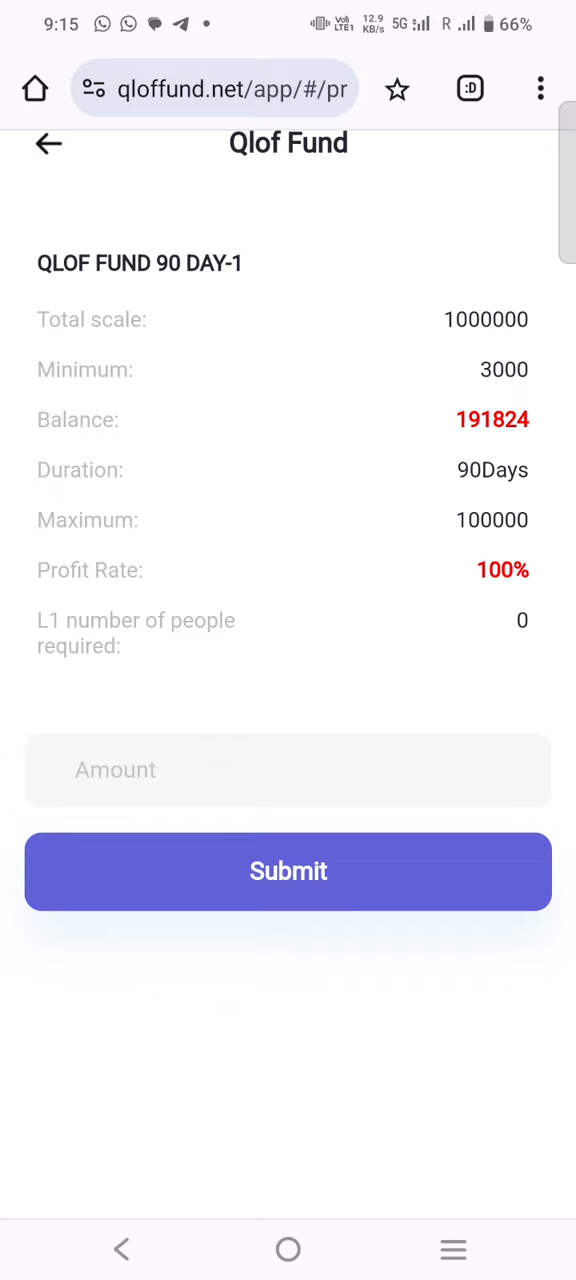 9:15 Vo) LTE1 12.9 KB/s 5G R 66%
qloffund.net/app/#/pr :D
Qlof Fund
QLOF FUND 90 DAY-1
Total scale: 1000000
Minimum: 3000
Balance: 191824
Duration: 90Days
Maximum: 100000
Profit Rate: 100%
L1 number of people 0
required:
Amount
Submit